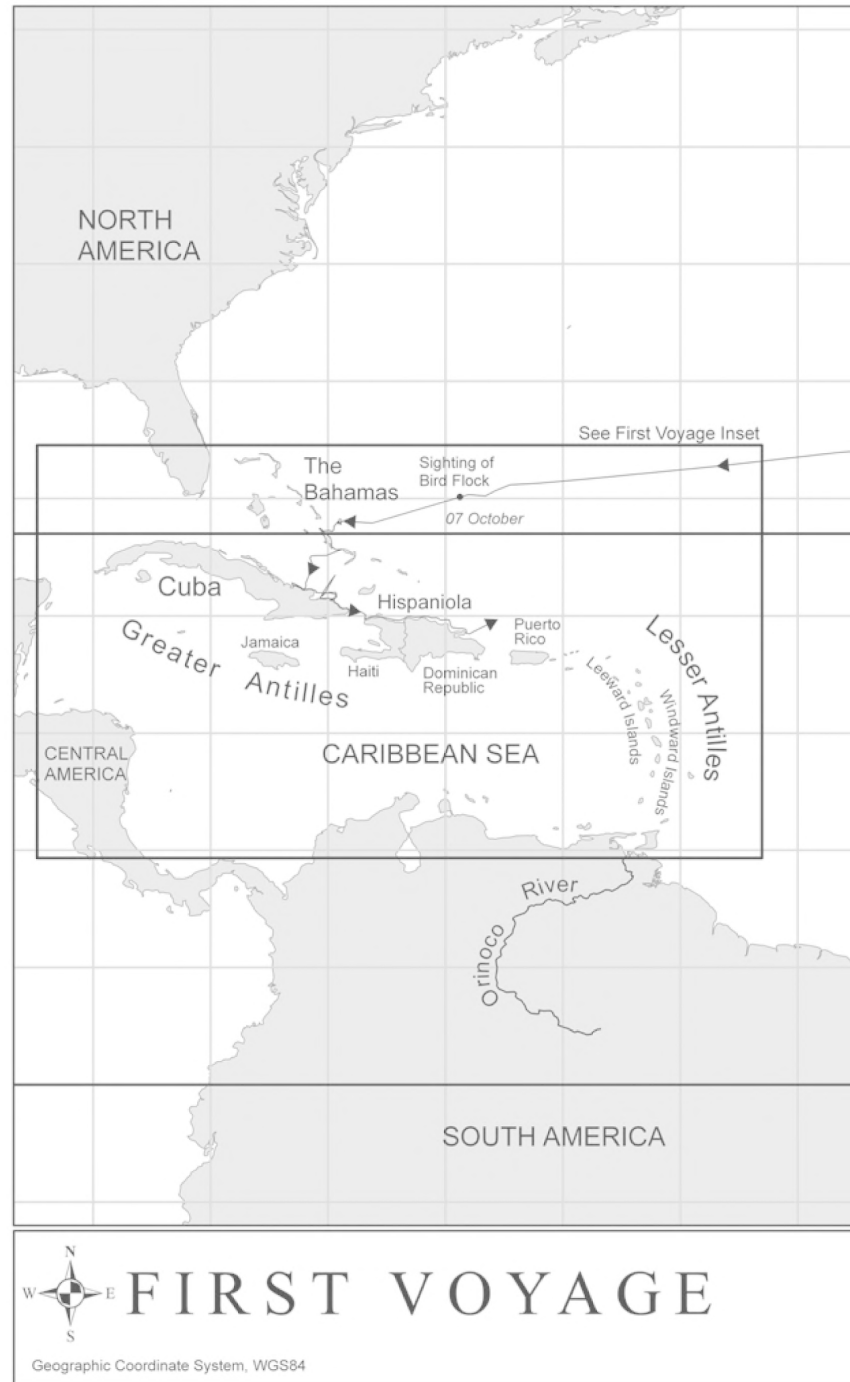 NORTH
AMERICA
See First Voyage Inset
The
Bahamas
Sighting of
Bird Flock
07 October
Cuba
Hispaniola
Greater Antilles
Jamaica
Haiti
Dominican
Republic
Puerto
Rico
Lesser Antilles
Leeward Islands
Windward Islands
CENTRAL
AMERICA
CARIBBEAN SEA
Orinoco River
SOUTH AMERICA
N
W E
S
FIRST VOYAGE
Geographic Coordinate System, WGS84